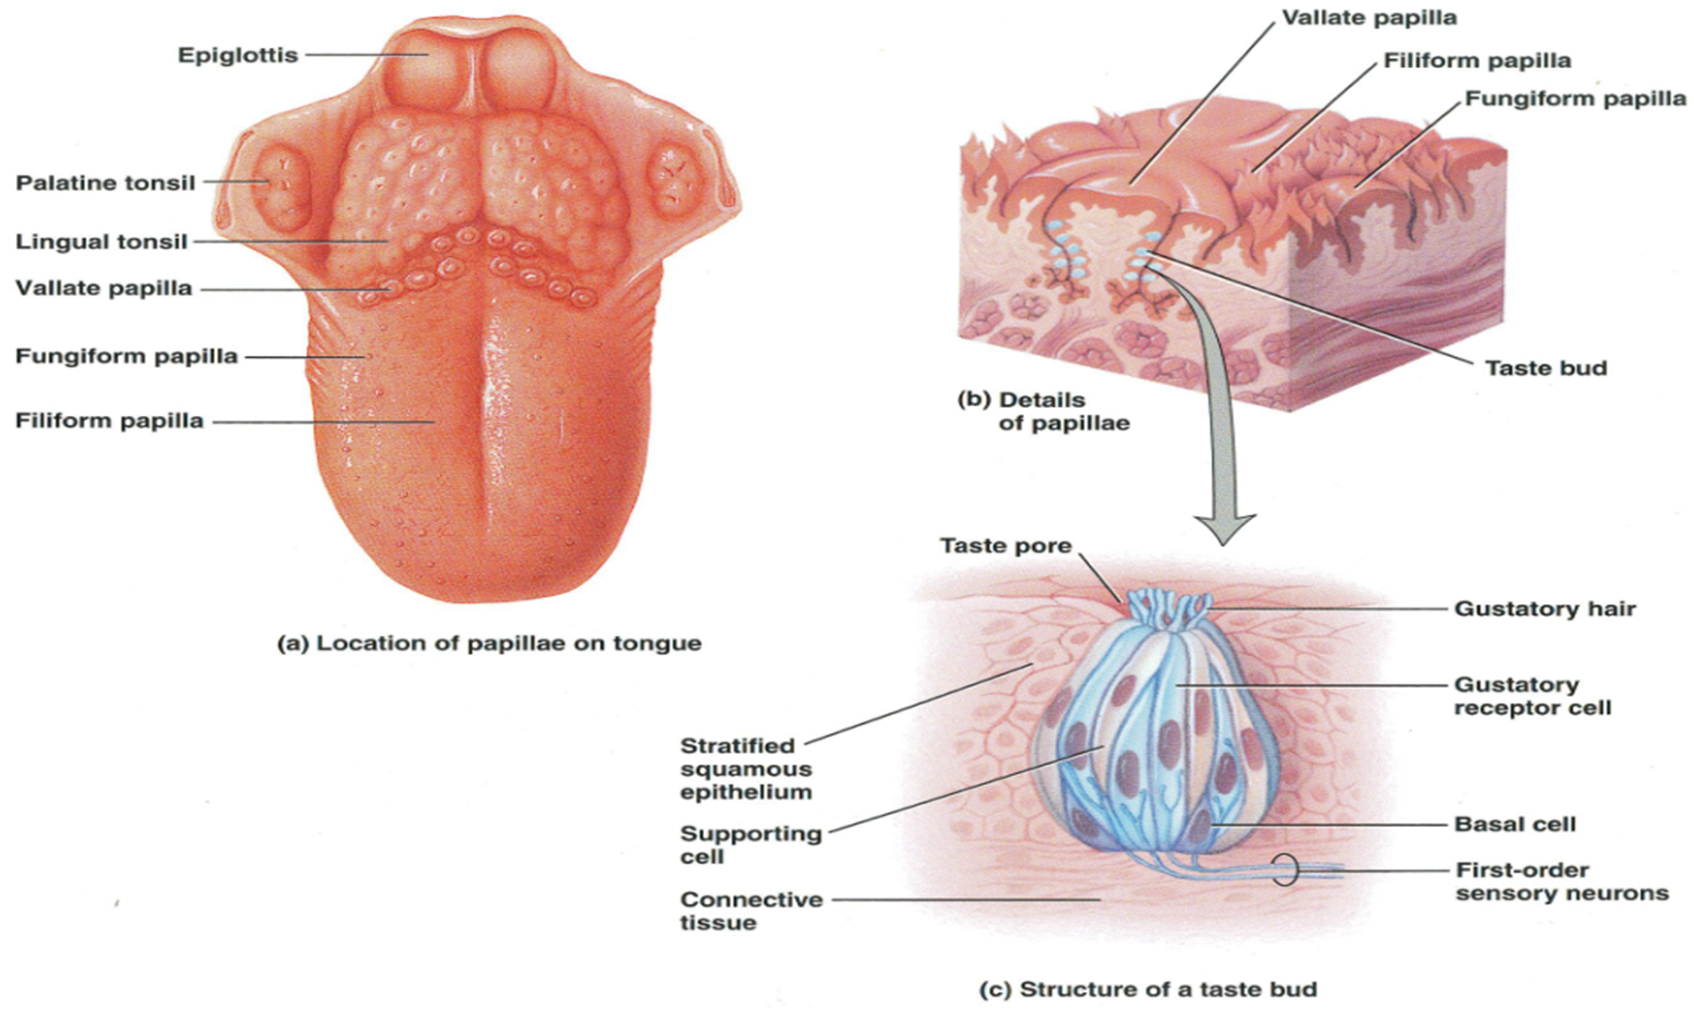 Epiglottis
Palatine tonsil
Lingual tonsil
Vallate papilla
Fungiform papilla
Filiform papilla
(a) Location of papillae on tongue
Vallate papilla
Filiform papilla
Fungiform papilla
Taste bud
(b) Details
of papillae
Taste pore
Gustatory hair
Gustatory
receptor cell
Stratified
squamous
epithelium
Supporting
cell
Basal cell
First-order
sensory neurons
Connective
tissue
(c) Structure of a taste bud